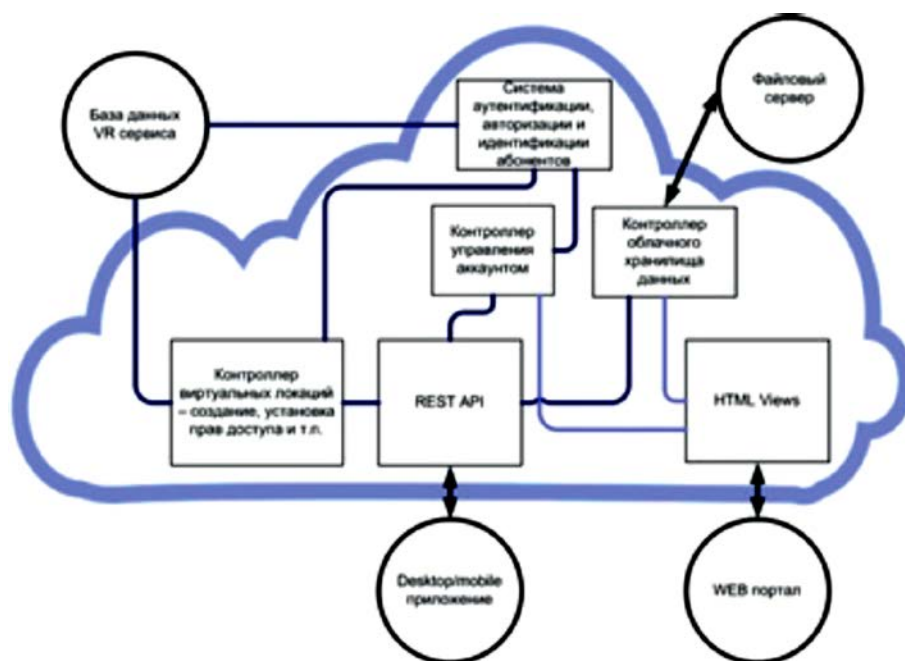 База данных
VR сервиса
Система
аутентификации,
авторизации и
идентификации
абонентов
Файловый
сервер
Контроллер
управления
аккаунтом
Контроллер
облачного
хранилища
данных
Контроллер
виртуальных локаций
– создание, установка
прав доступа и т.п.
REST API
HTML Views
Desktop/mobile
приложение
WEB портал